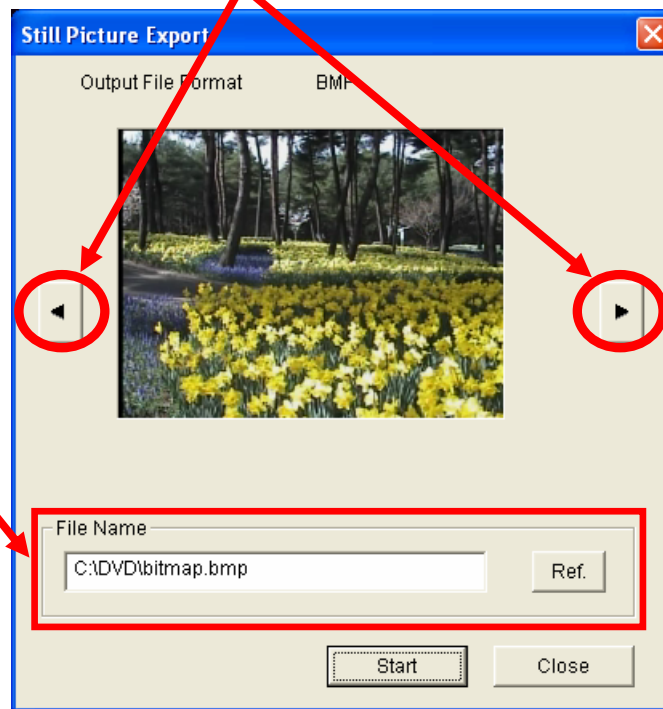 Still Picture Export
Output File Format BMP
File Name
C:\DVD\bitmap.bmp
Ref.
Start Close